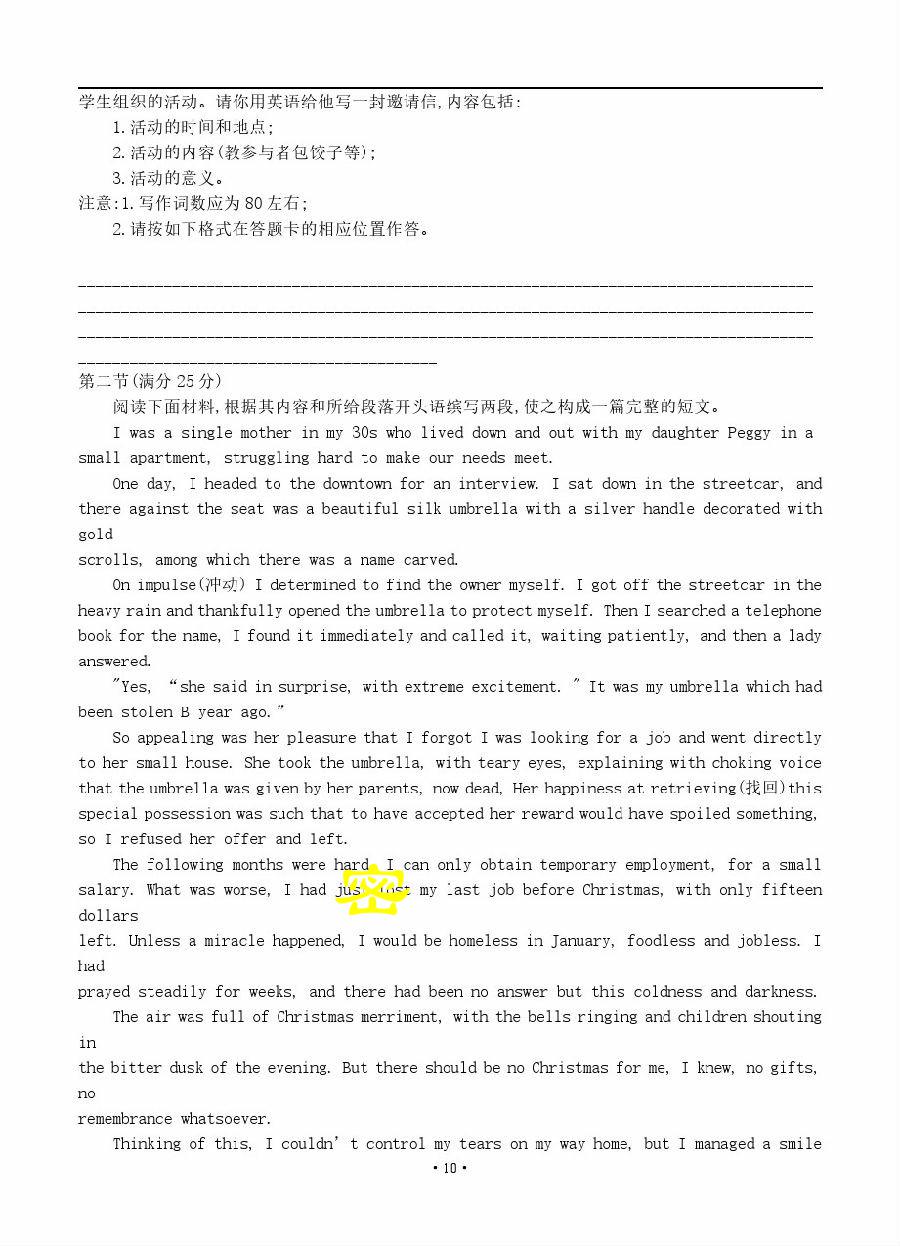 学生组织的活动。请你用英语给他写一封邀请信,内容包括:
1.活动的时间和地点;
2.活动的内容(教参与者包饺子等);
3.活动的意义。
注意:1.写作词数应为80左右;
2.请按如下格式在答题卡的相应位置作答。
第二节(满分25分)
阅读下面材料,根据其内容和所给段落开头语续写两段,使之构成一篇完整的短文。
I was a single mother in my 30s who lived down and out with my daughter Peggy in a
small apartment, struggling hard to make our needs meet.
One day, I headed to the downtown for an interview. I sat down in the streetcar, and
there against the seat was a beautiful silk umbrella with a silver handle decorated with
gold
scrolls, among which there was a name carved.
On impulse(冲动) I determined to find the owner myself. I got off the streetcar in the
heavy rain and thankfully opened the umbrella to protect myself. Then I searched a telephone
book for the name, I found it immediately and called it, waiting patiently, and then a lady
answered.
"Yes, “she said in surprise, with extreme excitement. " It was my umbrella which had
been stolen B year ago. "
So appealing was her pleasure that I forgot I was looking for a job and went directly
to her small house. She took the umbrella, with teary eyes, explaining with choking voice
that the umbrella was given by her parents, now dead, Her happiness at retrieving(找回)this
special possession was such that to have accepted her reward would have spoiled something,
so I refused her offer and left.
The following months were hard. I can only obtain temporary employment, for a small
salary. What was worse, I had just lost my last job before Christmas, with only fifteen
dollars
left. Unless a miracle happened, I would be homeless in January, foodless and jobless. I
had
prayed steadily for weeks, and there had been no answer but this coldness and darkness.
The air was full of Christmas merriment, with the bells ringing and children shouting
in
the bitter dusk of the evening. But there should be no Christmas for me, I knew, no gifts,
no
remembrance whatsoever.
Thinking of this, I couldn’t control my tears on my way home, but I managed a smile
·10·
密